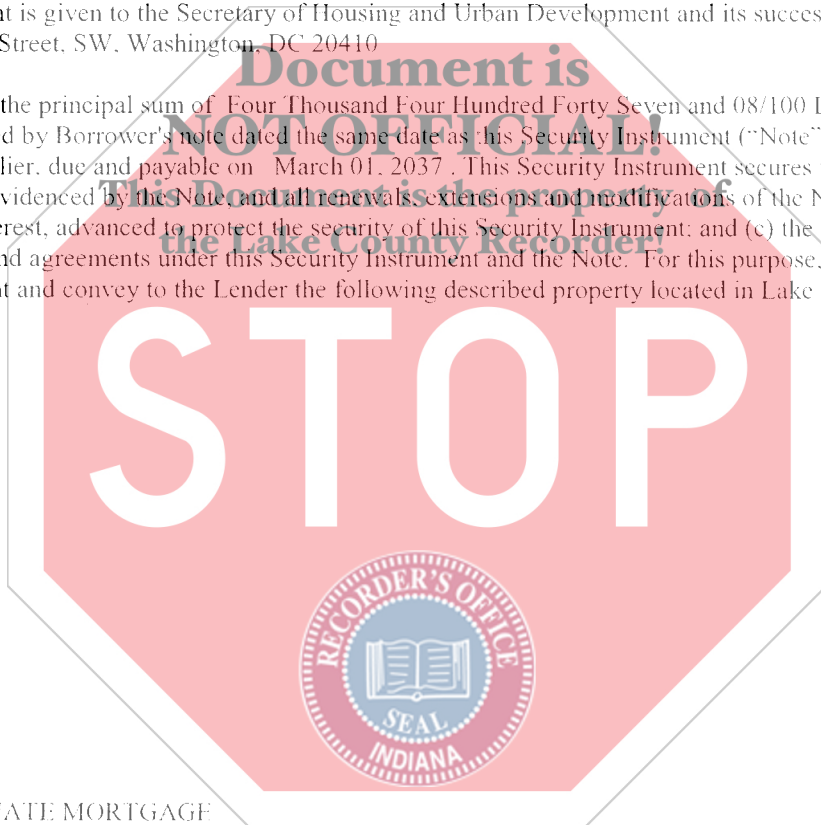 t is given to the Secretary of Housing and Urban Development and its succes
Street, SW, Washington, DC 20410
Document is
the principal sum of Four Thousand Four Hundred Forty Seven and 08/100 D
NOT OFFICIAL!
d by Borrower's note dated the same date as this Security Instrument ("Note"
lier, due and payable on March 01, 2037 . This Security Instrument secures
This Document is the property of
videnced by the Note, and all renewals, extensions and modifications of the N
erest, advanced to protect the security of this Security Instrument; and (c) the
the Lake County Recorder!
nd agreements under this Security Instrument and the Note. For this purpose,
t and convey to the Lender the following described property located in Lake
STOP
RECORDER'S OFFICE
SEAL
INDIANA
ATE MORTGAGE